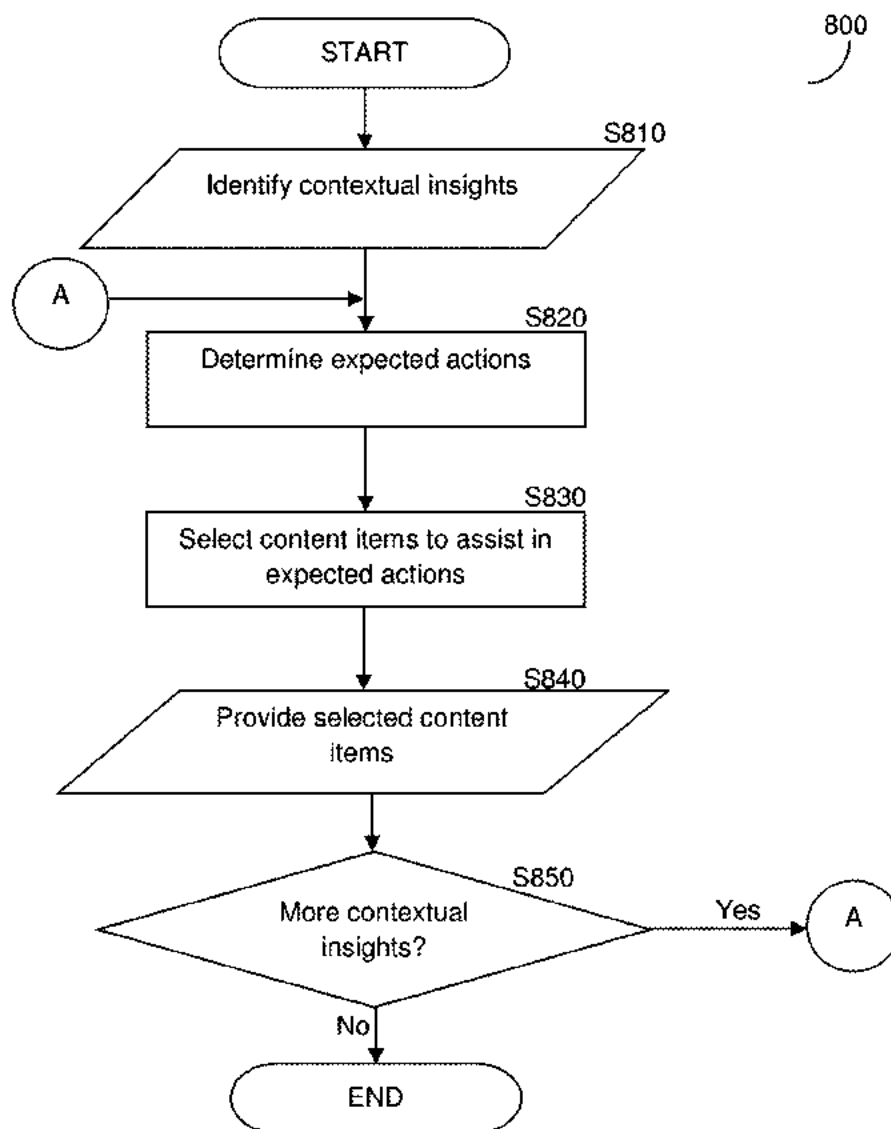 800
START
S810
Identify contextual insights
A
S820
Determine expected actions
S830
Select content items to assist in
expected actions
S840
Provide selected content
items
S850
More contextual
insights?
Yes
A
No
END